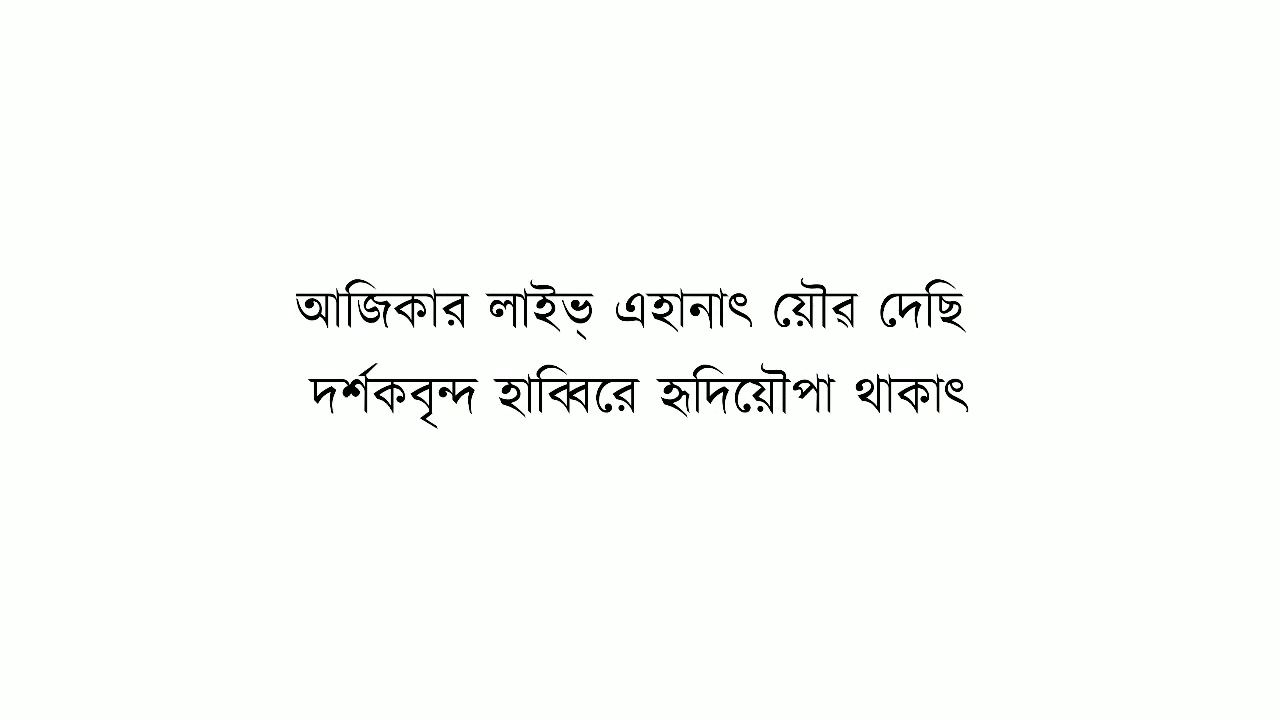 আজিকার লাইভ্ এহানাৎ য়ৌৱ দেছি
দর্শকবৃন্দ হাব্বিরে হৃদিয়ৌপা থাকাৎ